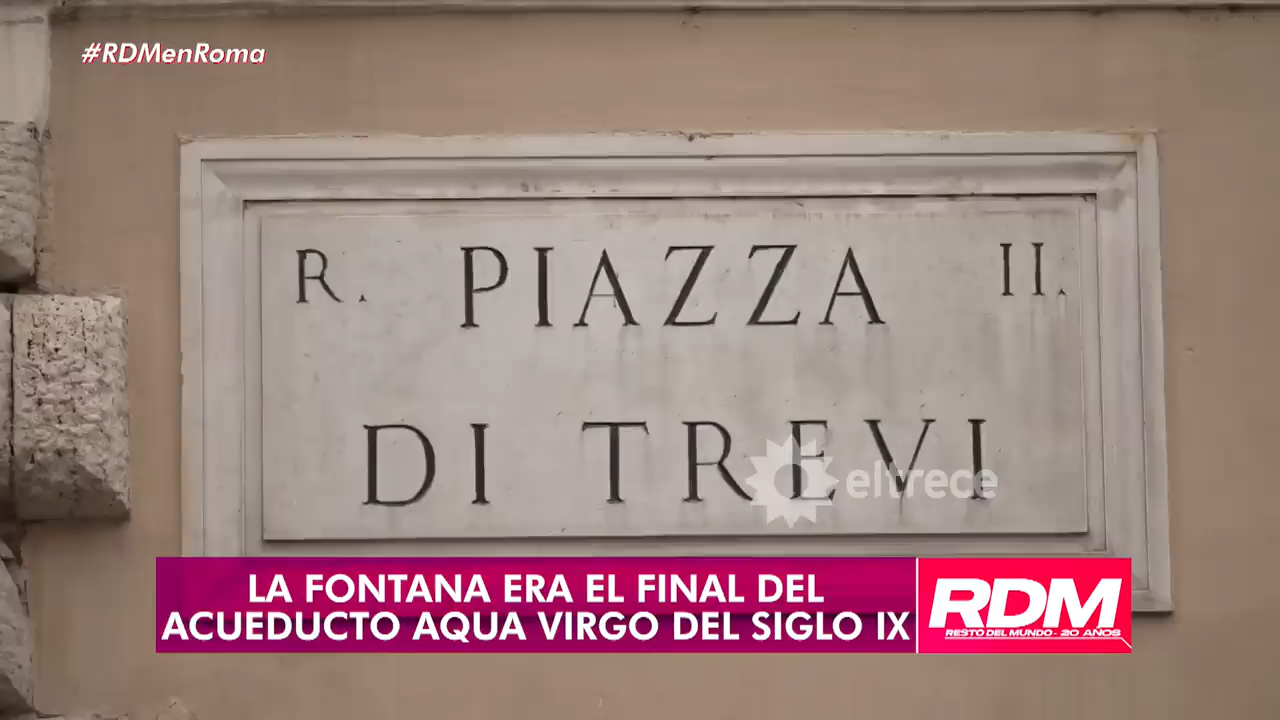 #RDMenRoma
R. PIAZZA II.
DI TREVI
eltrece
LA FONTANA ERA EL FINAL DEL
ACUEDUCTO AQUA VIRGO DEL SIGLO IX
RDM
RESTO DEL MUNDO - 20 AÑOS